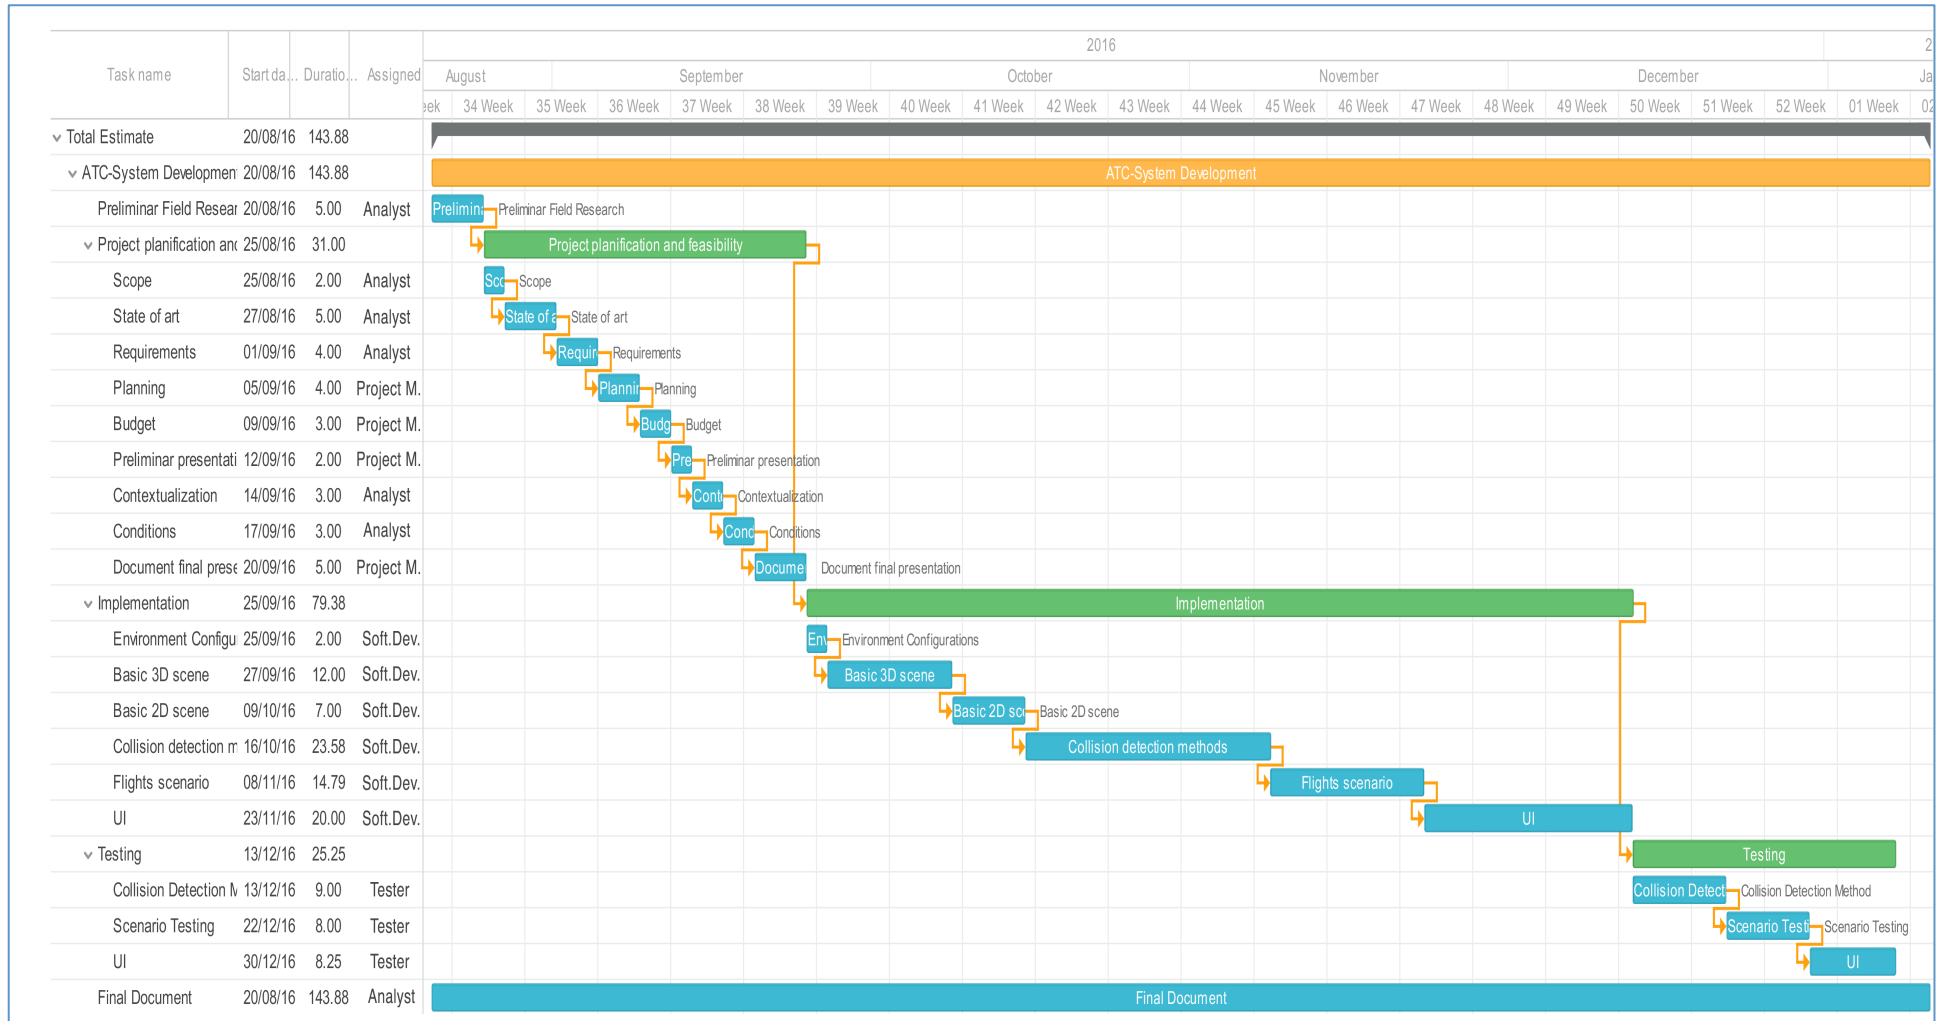 2016 2
Task name Start da... Duratio... Assigned August September October November December Ja
eek 34 Week 35 Week 36 Week 37 Week 38 Week 39 Week 40 Week 41 Week 42 Week 43 Week 44 Week 45 Week 46 Week 47 Week 48 Week 49 Week 50 Week 51 Week 52 Week 01 Week 02
Total Estimate 20/08/16 143.88
ATC-System Developmen 20/08/16 143.88 ATC-System Development
Preliminar Field Resear 20/08/16 5.00 Analyst Prelimin Preliminar Field Research
Project planification and 25/08/16 31.00 Project planification and feasibility
Scope 25/08/16 2.00 Analyst Sco Scope
State of art 27/08/16 5.00 Analyst State of a State of art
Requirements 01/09/16 4.00 Analyst Requir Requirements
Planning 05/09/16 4.00 Project M. Plannin Planning
Budget 09/09/16 3.00 Project M. Budg Budget
Preliminar presentati 12/09/16 2.00 Project M. Pre Preliminar presentation
Contextualization 14/09/16 3.00 Analyst Conte Contextualization
Conditions 17/09/16 3.00 Analyst Cond Conditions
Document final prese 20/09/16 5.00 Project M. Documen Document final presentation
Implementation 25/09/16 79.38 Implementation
Environment Configu 25/09/16 2.00 Soft.Dev. Env Environment Configurations
Basic 3D scene 27/09/16 12.00 Soft.Dev. Basic 3D scene
Basic 2D scene 09/10/16 7.00 Soft.Dev. Basic 2D sce Basic 2D scene
Collision detection m 16/10/16 23.58 Soft.Dev. Collision detection methods
Flights scenario 08/11/16 14.79 Soft.Dev. Flights scenario
UI 23/11/16 20.00 Soft.Dev. UI
Testing 13/12/16 25.25 Testing
Collision Detection M 13/12/16 9.00 Tester Collision Detect Collision Detection Method
Scenario Testing 22/12/16 8.00 Tester Scenario Testi Scenario Testing
UI 30/12/16 8.25 Tester UI
Final Document 20/08/16 143.88 Analyst Final Document